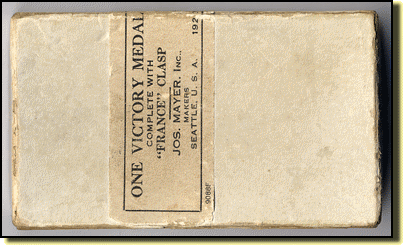 ONE VICTORY MEDAL
COMPLETE WITH
"FRANCE" CLASP
JOS. MAYER, INC.,
MAKERS
SEATTLE, U. S. A.